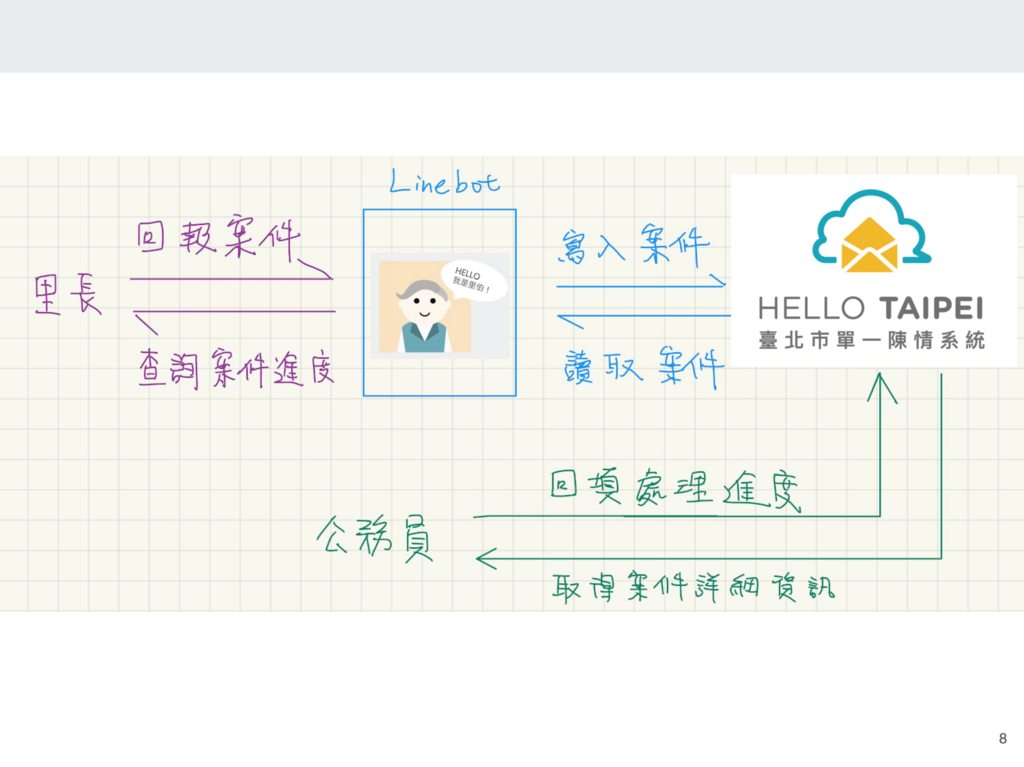 Linebot
回報案件
里長
查詢案件進度
HELLO
我是里伯！
寫入案件
讀取案件
HELLO TAIPEI
臺北市單一陳情系統
回填處理進度
公務員
取得案件詳細資訊
8